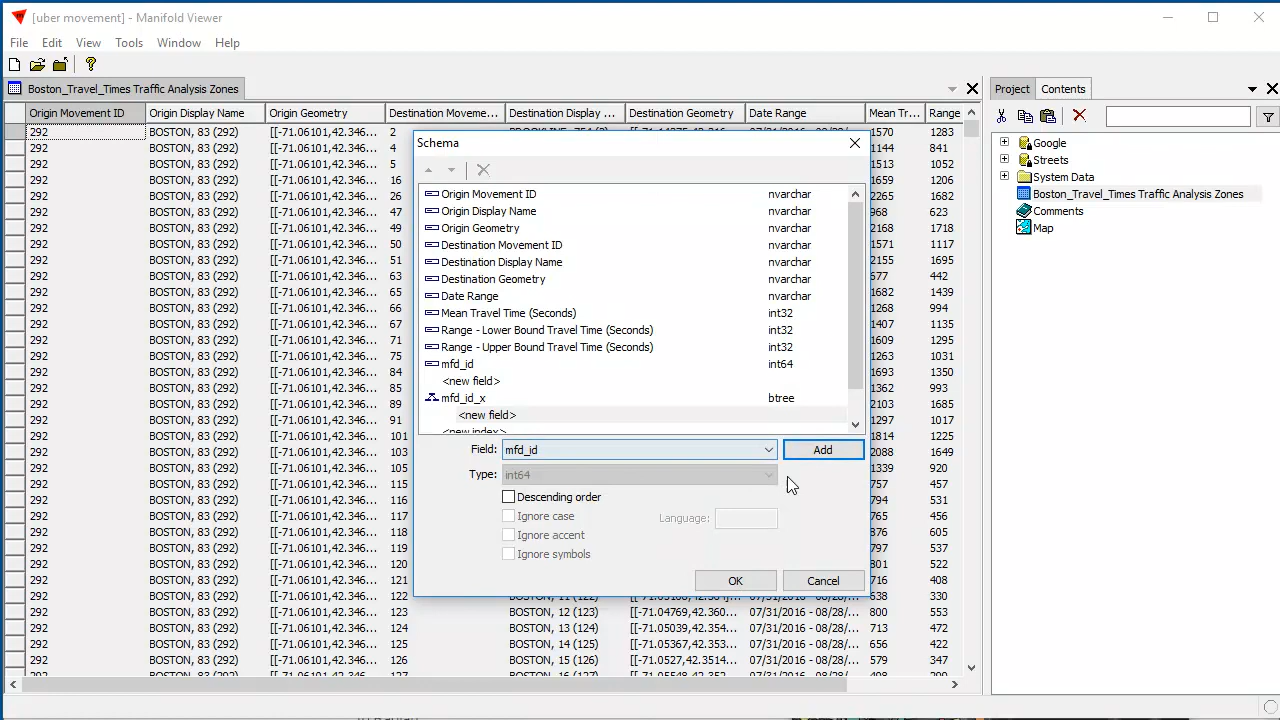 [uber movement] - Manifold Viewer
File Edit View Tools Window Help
Boston_Travel_Times Traffic Analysis Zones
Origin Movement ID Origin Display Name Origin Geometry Destination Moveme... Destination Display ... Destination Geometry Date Range Mean Tr... Range
292 BOSTON, 83 (292) [[-71.06101,42.346... 2 1570 1283
292 BOSTON, 83 (292) [[-71.06101,42.346... 4 1144 841
292 BOSTON, 83 (292) [[-71.06101,42.346... 5 1513 1052
292 BOSTON, 83 (292) [[-71.06101,42.346... 16 1659 1206
292 BOSTON, 83 (292) [[-71.06101,42.346... 26 2265 1682
292 BOSTON, 83 (292) [[-71.06101,42.346... 47 968 623
292 BOSTON, 83 (292) [[-71.06101,42.346... 49 2168 1718
292 BOSTON, 83 (292) [[-71.06101,42.346... 50 1571 1117
292 BOSTON, 83 (292) [[-71.06101,42.346... 51 2155 1695
292 BOSTON, 83 (292) [[-71.06101,42.346... 63 677 442
292 BOSTON, 83 (292) [[-71.06101,42.346... 65 1682 1439
292 BOSTON, 83 (292) [[-71.06101,42.346... 66 1268 994
292 BOSTON, 83 (292) [[-71.06101,42.346... 67 1407 1135
292 BOSTON, 83 (292) [[-71.06101,42.346... 71 1609 1295
292 BOSTON, 83 (292) [[-71.06101,42.346... 75 1263 1031
292 BOSTON, 83 (292) [[-71.06101,42.346... 84 1693 1350
292 BOSTON, 83 (292) [[-71.06101,42.346... 85 1362 993
292 BOSTON, 83 (292) [[-71.06101,42.346... 89 2103 1685
292 BOSTON, 83 (292) [[-71.06101,42.346... 91 1297 1017
292 BOSTON, 83 (292) [[-71.06101,42.346... 101 1814 1225
292 BOSTON, 83 (292) [[-71.06101,42.346... 103 2088 1649
292 BOSTON, 83 (292) [[-71.06101,42.346... 105 1339 920
292 BOSTON, 83 (292) [[-71.06101,42.346... 115 757 457
292 BOSTON, 83 (292) [[-71.06101,42.346... 116 794 531
292 BOSTON, 83 (292) [[-71.06101,42.346... 117 765 456
292 BOSTON, 83 (292) [[-71.06101,42.346... 118 876 605
292 BOSTON, 83 (292) [[-71.06101,42.346... 119 797 537
292 BOSTON, 83 (292) [[-71.06101,42.346... 120 801 522
292 BOSTON, 83 (292) [[-71.06101,42.346... 121 716 408
292 BOSTON, 83 (292) [[-71.06101,42.346... 122 638 330
292 BOSTON, 83 (292) [[-71.06101,42.346... 123 BOSTON, 12 (123) [[-71.04769,42.360... 07/31/2016 - 08/28/... 800 553
292 BOSTON, 83 (292) [[-71.06101,42.346... 124 BOSTON, 13 (124) [[-71.05039,42.354... 07/31/2016 - 08/28/... 713 472
292 BOSTON, 83 (292) [[-71.06101,42.346... 125 BOSTON, 14 (125) [[-71.05367,42.353... 07/31/2016 - 08/28/... 656 422
292 BOSTON, 83 (292) [[-71.06101,42.346... 126 BOSTON, 15 (126) [[-71.0527,42.3514... 07/31/2016 - 08/28/... 579 347
Schema
Origin Movement ID nvarchar
Origin Display Name nvarchar
Origin Geometry nvarchar
Destination Movement ID nvarchar
Destination Display Name nvarchar
Destination Geometry nvarchar
Date Range nvarchar
Mean Travel Time (Seconds) int32
Range - Lower Bound Travel Time (Seconds) int32
Range - Upper Bound Travel Time (Seconds) int32
mfd_id int64
<new field>
mfd_id_x btree
<new field>
<new index>
Field: mfd_id Add
Type: int64
Descending order
Ignore case Language:
Ignore accent
Ignore symbols
OK Cancel
Project Contents
Google
Streets
System Data
Boston_Travel_Times Traffic Analysis Zones
Comments
Map